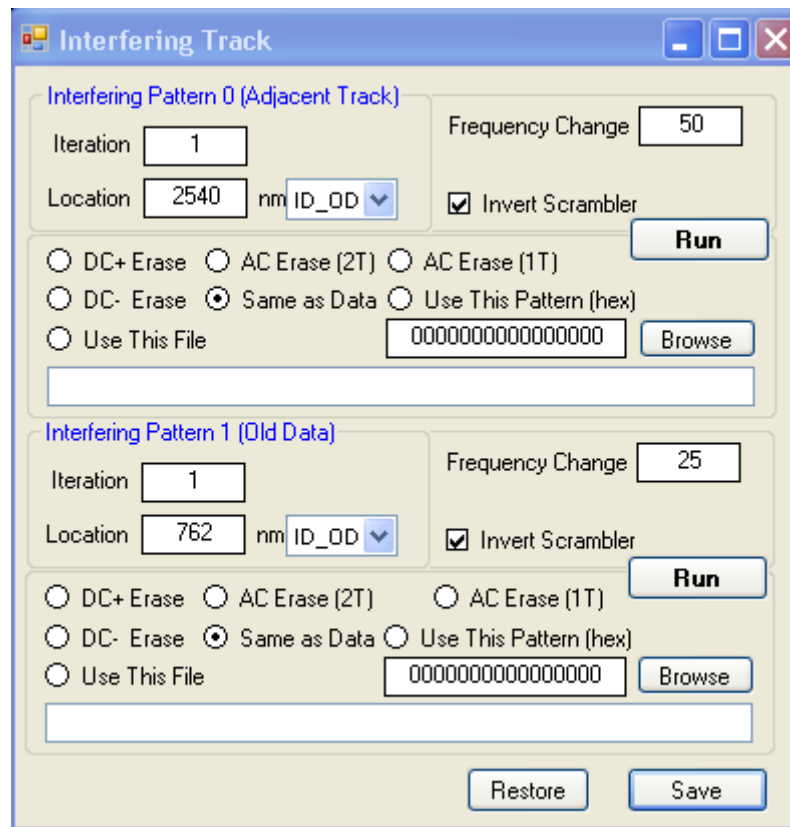 Interfering Track
Interfering Pattern 0 (Adjacent Track)
Iteration 1
Frequency Change 50
Location 2540 nm ID_OD
Invert Scrambler
Run
DC+ Erase AC Erase (2T) AC Erase (1T)
DC- Erase Same as Data Use This Pattern (hex)
Use This File 0000000000000000 Browse
Interfering Pattern 1 (Old Data)
Iteration 1
Frequency Change 25
Location 762 nm ID_OD
Invert Scrambler
Run
DC+ Erase AC Erase (2T) AC Erase (1T)
DC- Erase Same as Data Use This Pattern (hex)
Use This File 0000000000000000 Browse
Restore Save